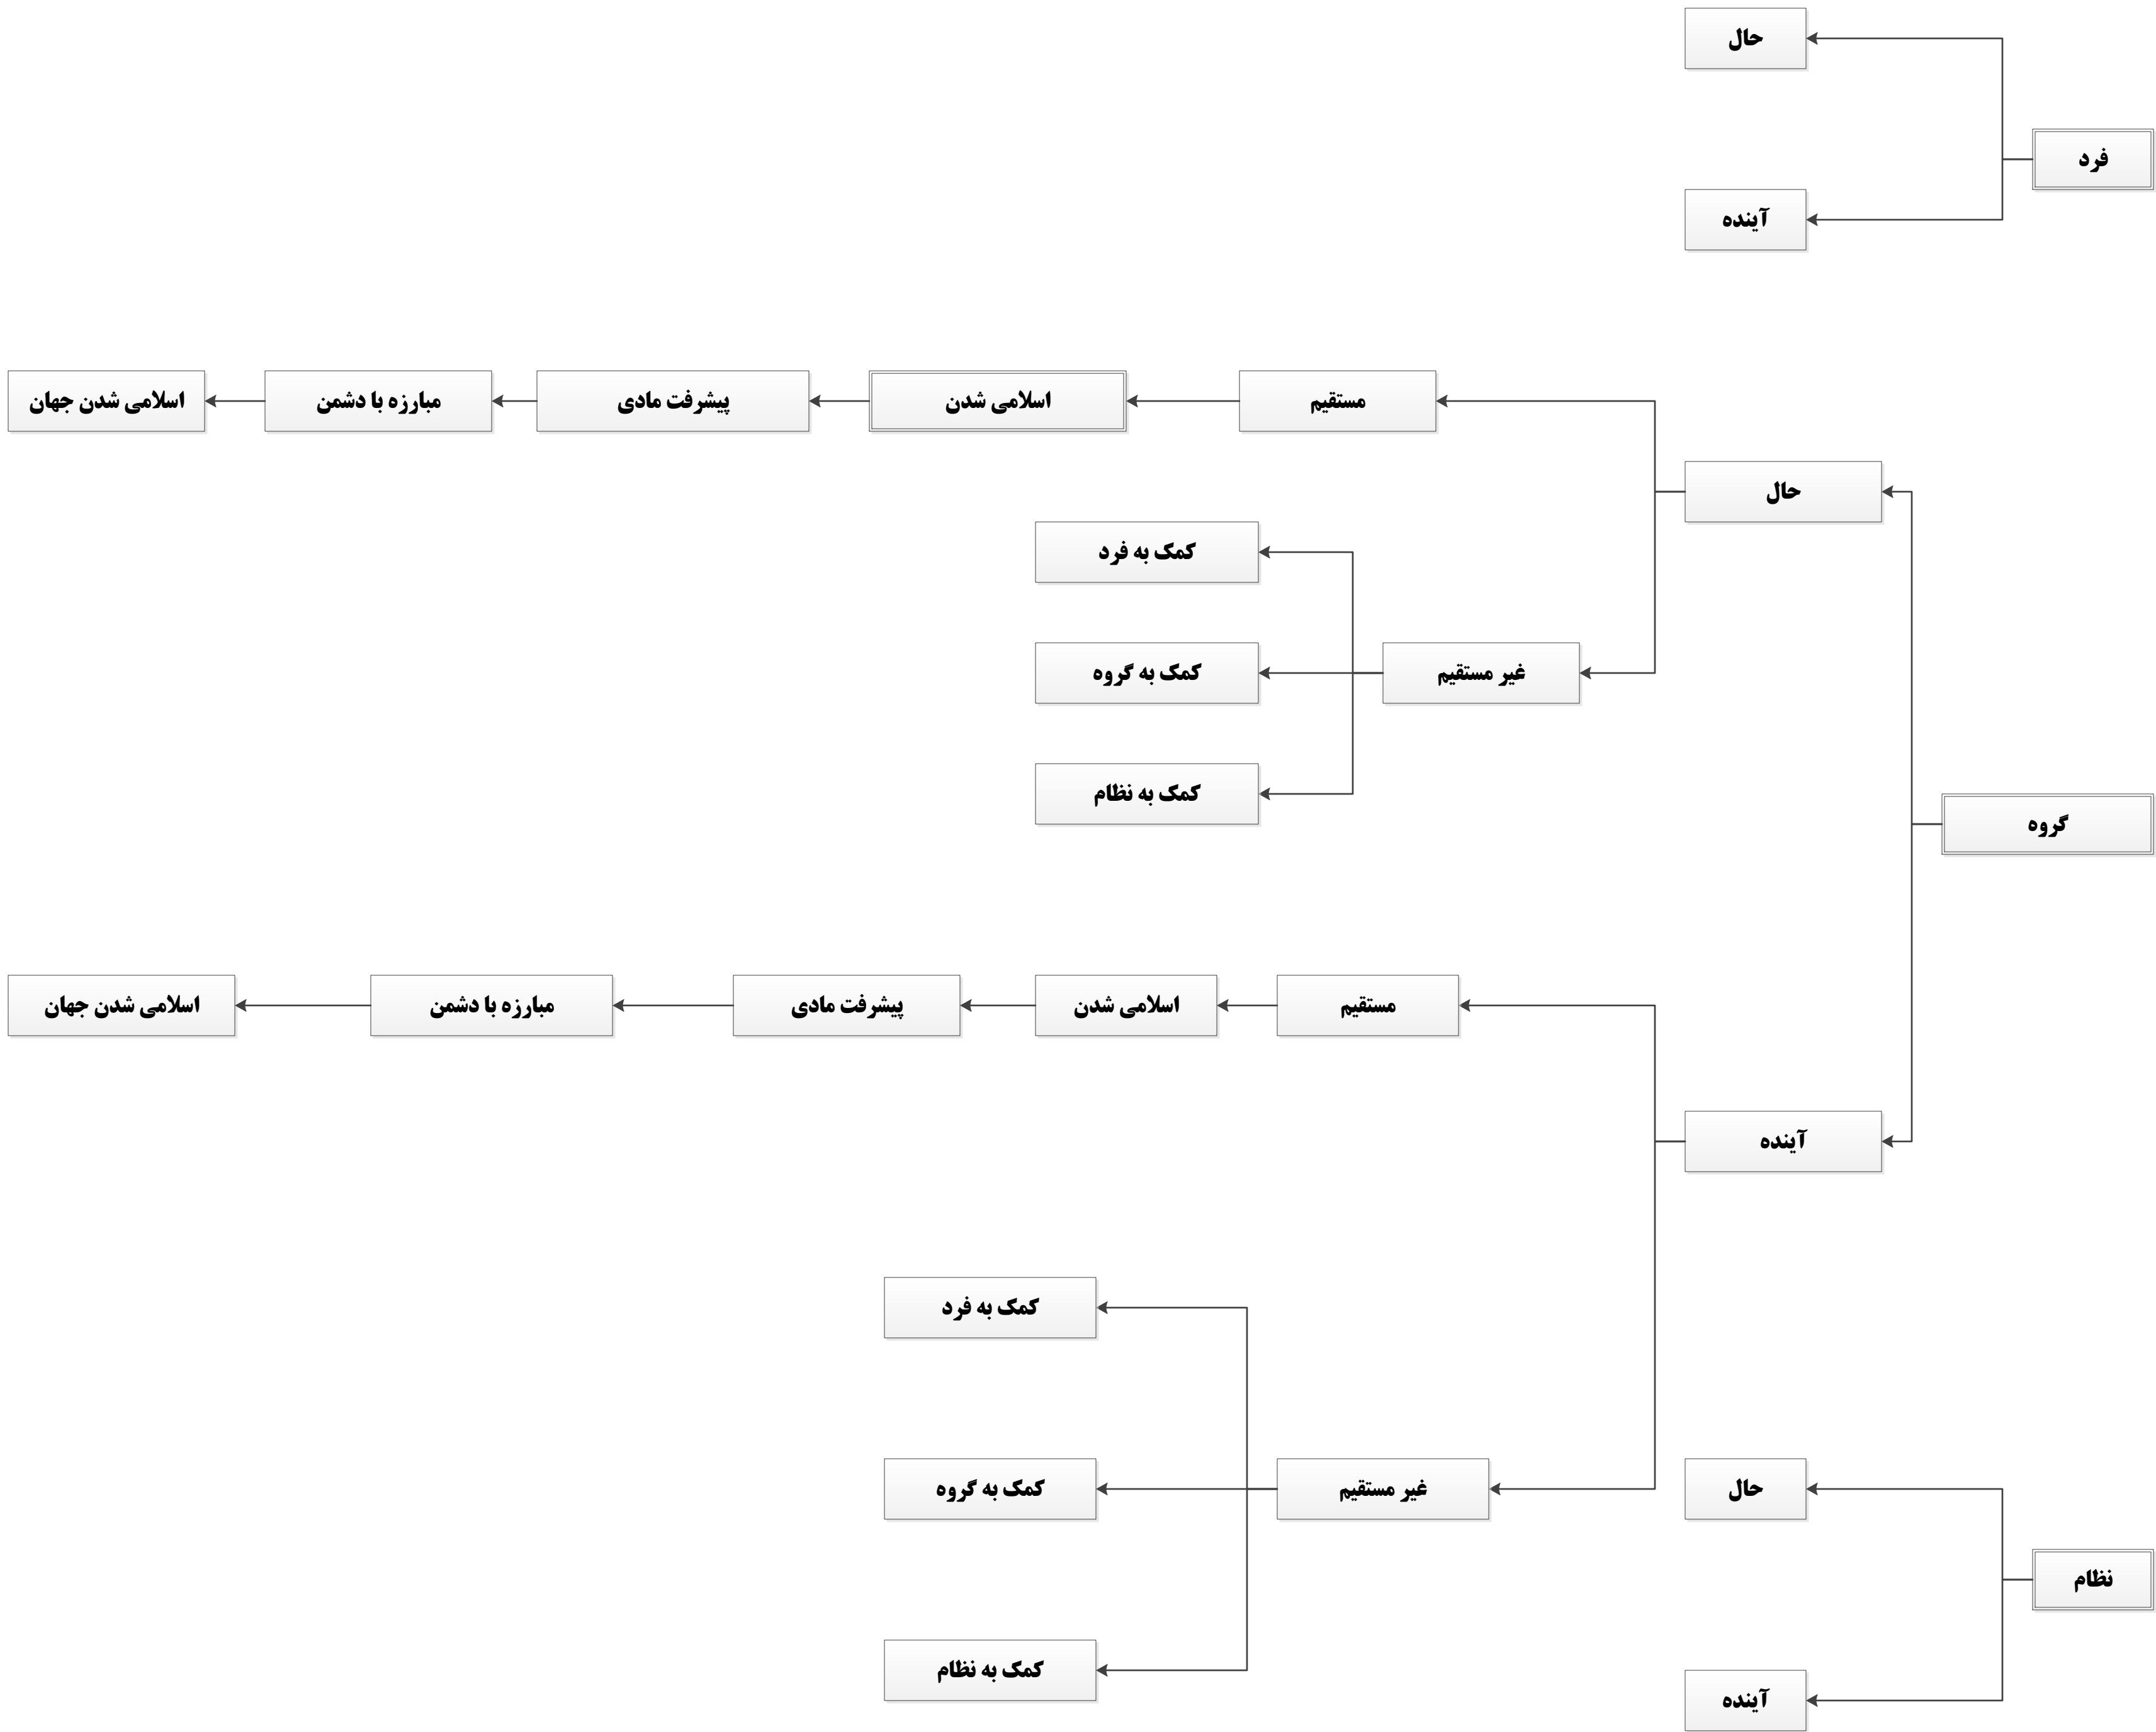 حال
فرد
آینده
مستقیم
اسلامی شدن
پیشرفت مادی
مبارزه با دشمن
اسلامی شدن جهان
حال
کمک به فرد
غیر مستقیم
کمک به گروه
کمک به نظام
گروه
مستقیم
اسلامی شدن
پیشرفت مادی
مبارزه با دشمن
اسلامی شدن جهان
آینده
کمک به فرد
حال
غیر مستقیم
کمک به گروه
نظام
کمک به نظام
آینده